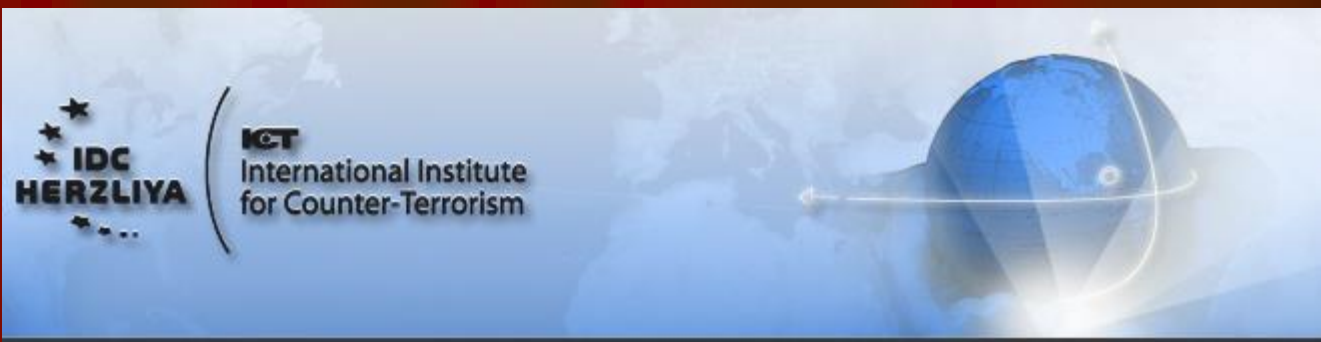 IDC
HERZLIYA
ICT
International Institute
for Counter-Terrorism